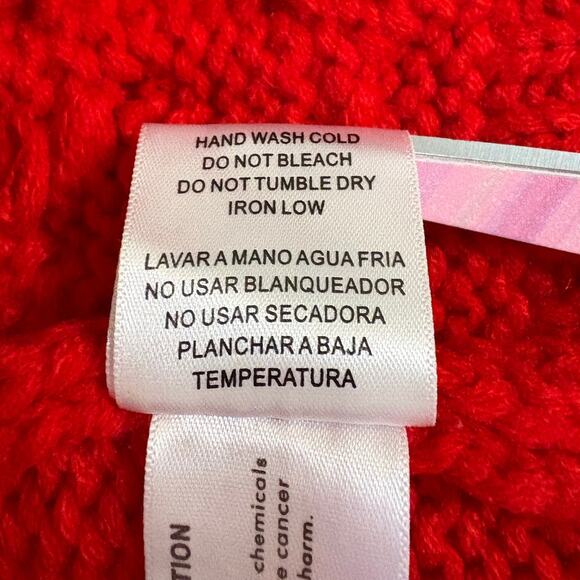 HAND WASH COLD
DO NOT BLEACH
DO NOT TUMBLE DRY
IRON LOW
LAVAR A MANO AGUA FRIA
NO USAR BLANQUEADOR
NO USAR SECADORA
PLANCHAR A BAJA
TEMPERATURA
chemicals
cancer
harm.